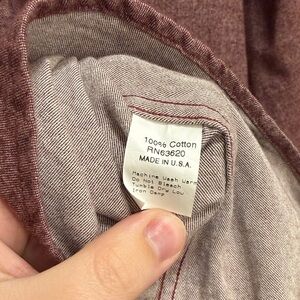 100% Cotton
RN63620
MADE IN U.S.A.
Machine Wash Warm
Do Not Bleach
Tumble Dry Low
Iron Damp